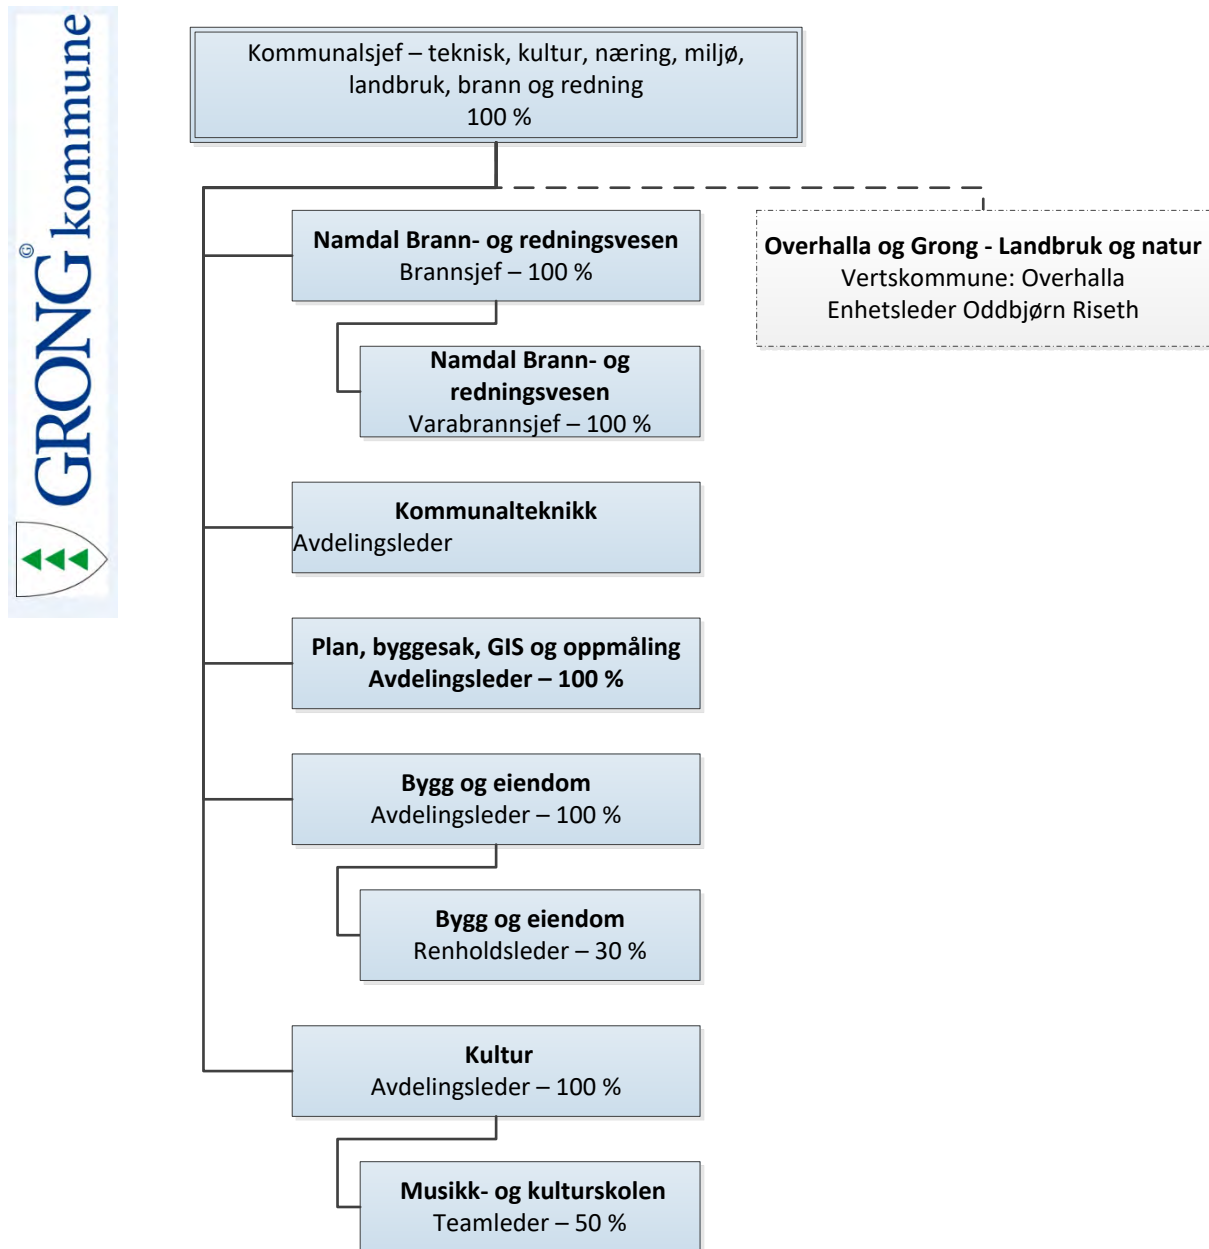 GRONG kommune
Kommunalsjef – teknisk, kultur, næring, miljø,
landbruk, brann og redning
100 %
Namdal Brann- og redningsvesen
Brannsjef – 100 %
Overhalla og Grong - Landbruk og natur
Vertskommune: Overhalla
Enhetsleder Oddbjørn Riseth
Namdal Brann- og
redningsvesen
Varabrannsjef – 100 %
Kommunalteknikk
Avdelingsleder
Plan, byggesak, GIS og oppmåling
Avdelingsleder – 100 %
Bygg og eiendom
Avdelingsleder – 100 %
Bygg og eiendom
Renholdsleder – 30 %
Kultur
Avdelingsleder – 100 %
Musikk- og kulturskolen
Teamleder – 50 %